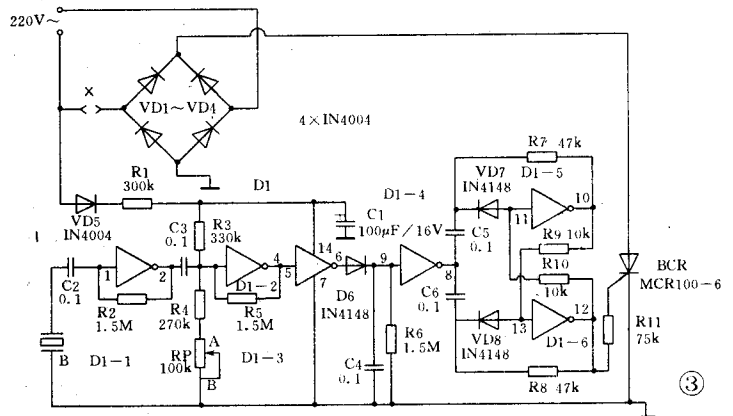 220V~
X
VD1~VD4
4×IN4004
R1
300k
D1
VD5
IN4004
C3
0.1
R3
330k
C1
100μF/16V
D1-4
VD7
IN4148
R7 47k
D1-5
10
11
C5
0.1
R9 10k
R10
10k
BCR
MCR100-6
C2
0.1
1
2
R2
1.5M
4
5
14
7
6
9
8
D1-2
R4
270k
R5
1.5M
D6
IN4148
R6
1.5M
C6
0.1
VD8
IN4148
13
12
D1-6
R11
75k
B
D1-1
RP
100k
A
B
D1-3
C4
0.1
R8 47k
③